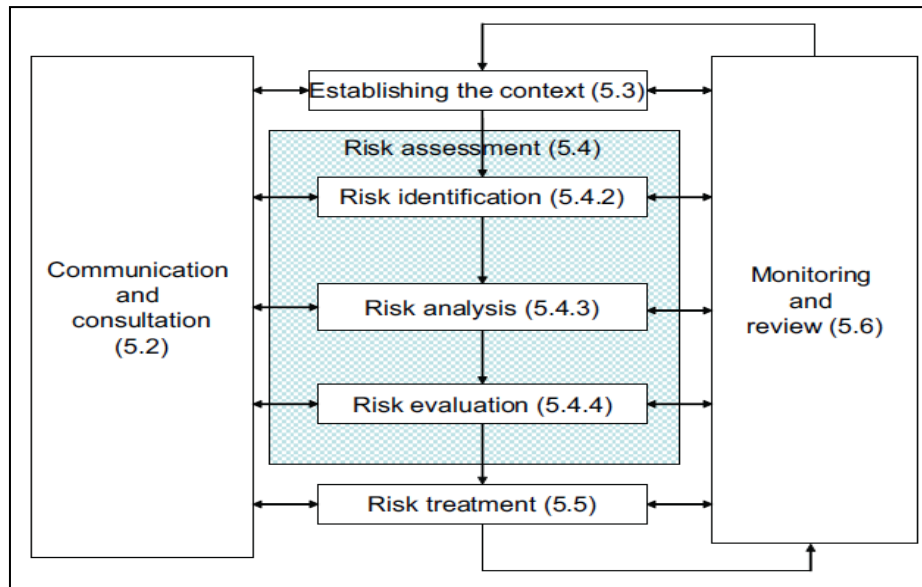 Establishing the context (5.3)
Risk assessment (5.4)
Risk identification (5.4.2)
Communication
and
consultation
(5.2)
Risk analysis (5.4.3)
Monitoring
and
review (5.6)
Risk evaluation (5.4.4)
Risk treatment (5.5)